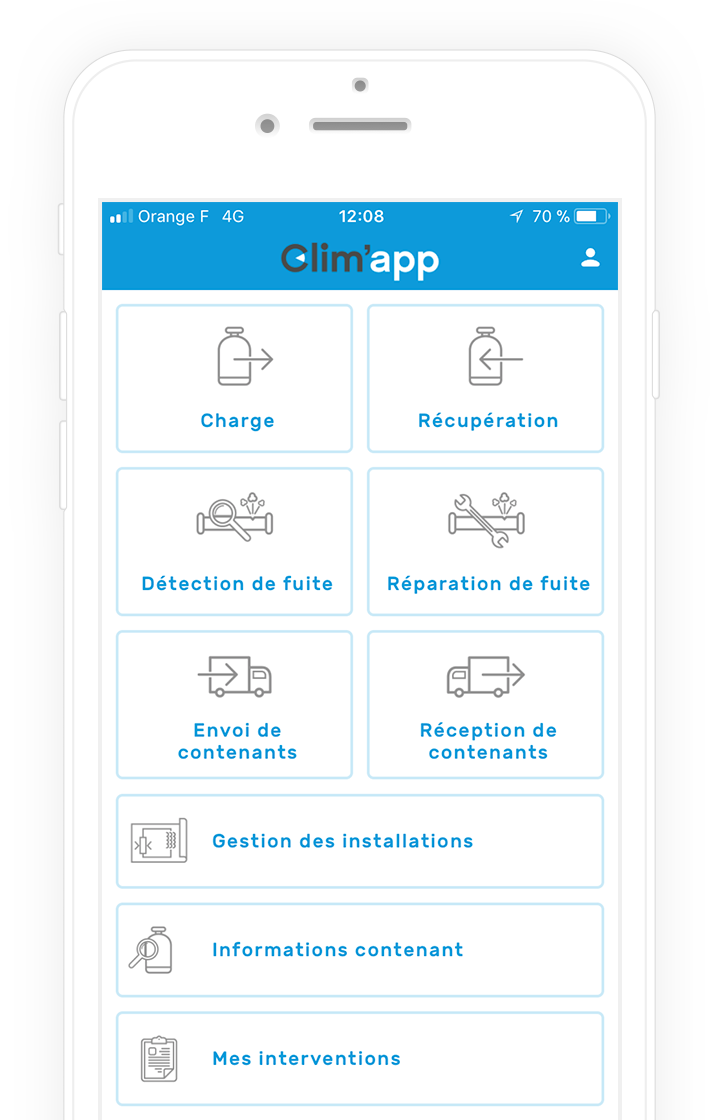 Orange F 4G 12:08 70 %
Clim'app
Charge
Récupération
Détection de fuite
Réparation de fuite
Envoi de
contenants
Réception de
contenants
Gestion des installations
Informations contenant
Mes interventions